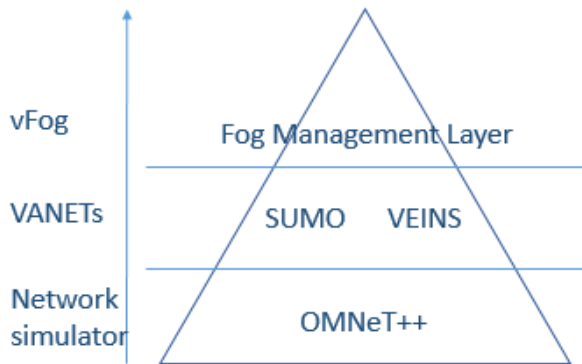 vFog
Fog Management Layer
VANETs
SUMO VEINS
Network
simulator
OMNeT++